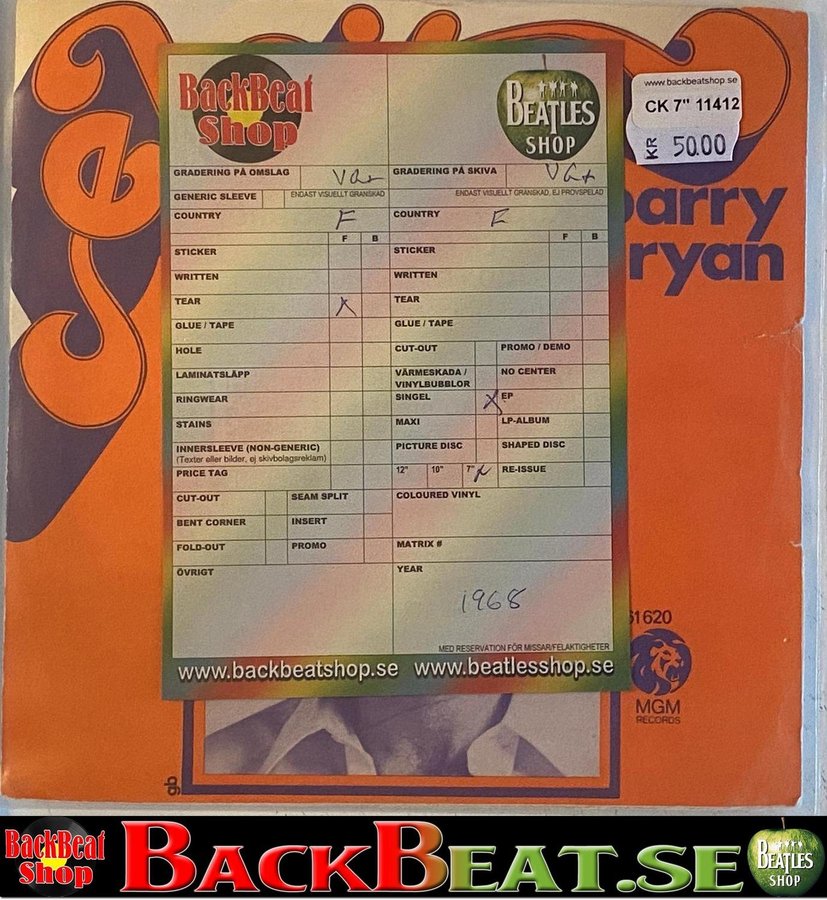 BackBeat
Shop
BEATLES
SHOP
www.backbeatshop.se
CK 7" 11412
KR 50.00
barry
ryan
GRADERING PÅ OMSLAG
GRADERING PÅ SKIVA VG+
GENERIC SLEEVE ENDAST VISUELLT GRANSKAD
ENDAST VISUELLT GRANSKAD, EJ PROVSPELAD
COUNTRY F
COUNTRY F
F B
F B
STICKER
STICKER
WRITTEN
WRITTEN
TEAR X
TEAR
GLUE / TAPE
GLUE / TAPE
HOLE
CUT-OUT PROMO / DEMO
LAMINATSLÄPP
VÄRMESKADA /
VINYLBUBBLOR NO CENTER
RINGWEAR
SINGEL X EP
STAINS
MAXI LP-ALBUM
INNERSLEEVE (NON-GENERIC)
(Texter eller bilder, ej skivbolagsreklam)
PICTURE DISC SHAPED DISC
PRICE TAG
12" 10" 7" X RE-ISSUE
CUT-OUT SEAM SPLIT
COLOURED VINYL
BENT CORNER INSERT
FOLD-OUT PROMO
MATRIX #
ÖVRIGT
YEAR
1968
MED RESERVATION FÖR MISSAR/FELAKTIGHETER
www.backbeatshop.se www.beatlesshop.se
61620
MGM
RECORDS
gb
BackBeat
Shop
BACKBEAT.SE
BEATLES
SHOP